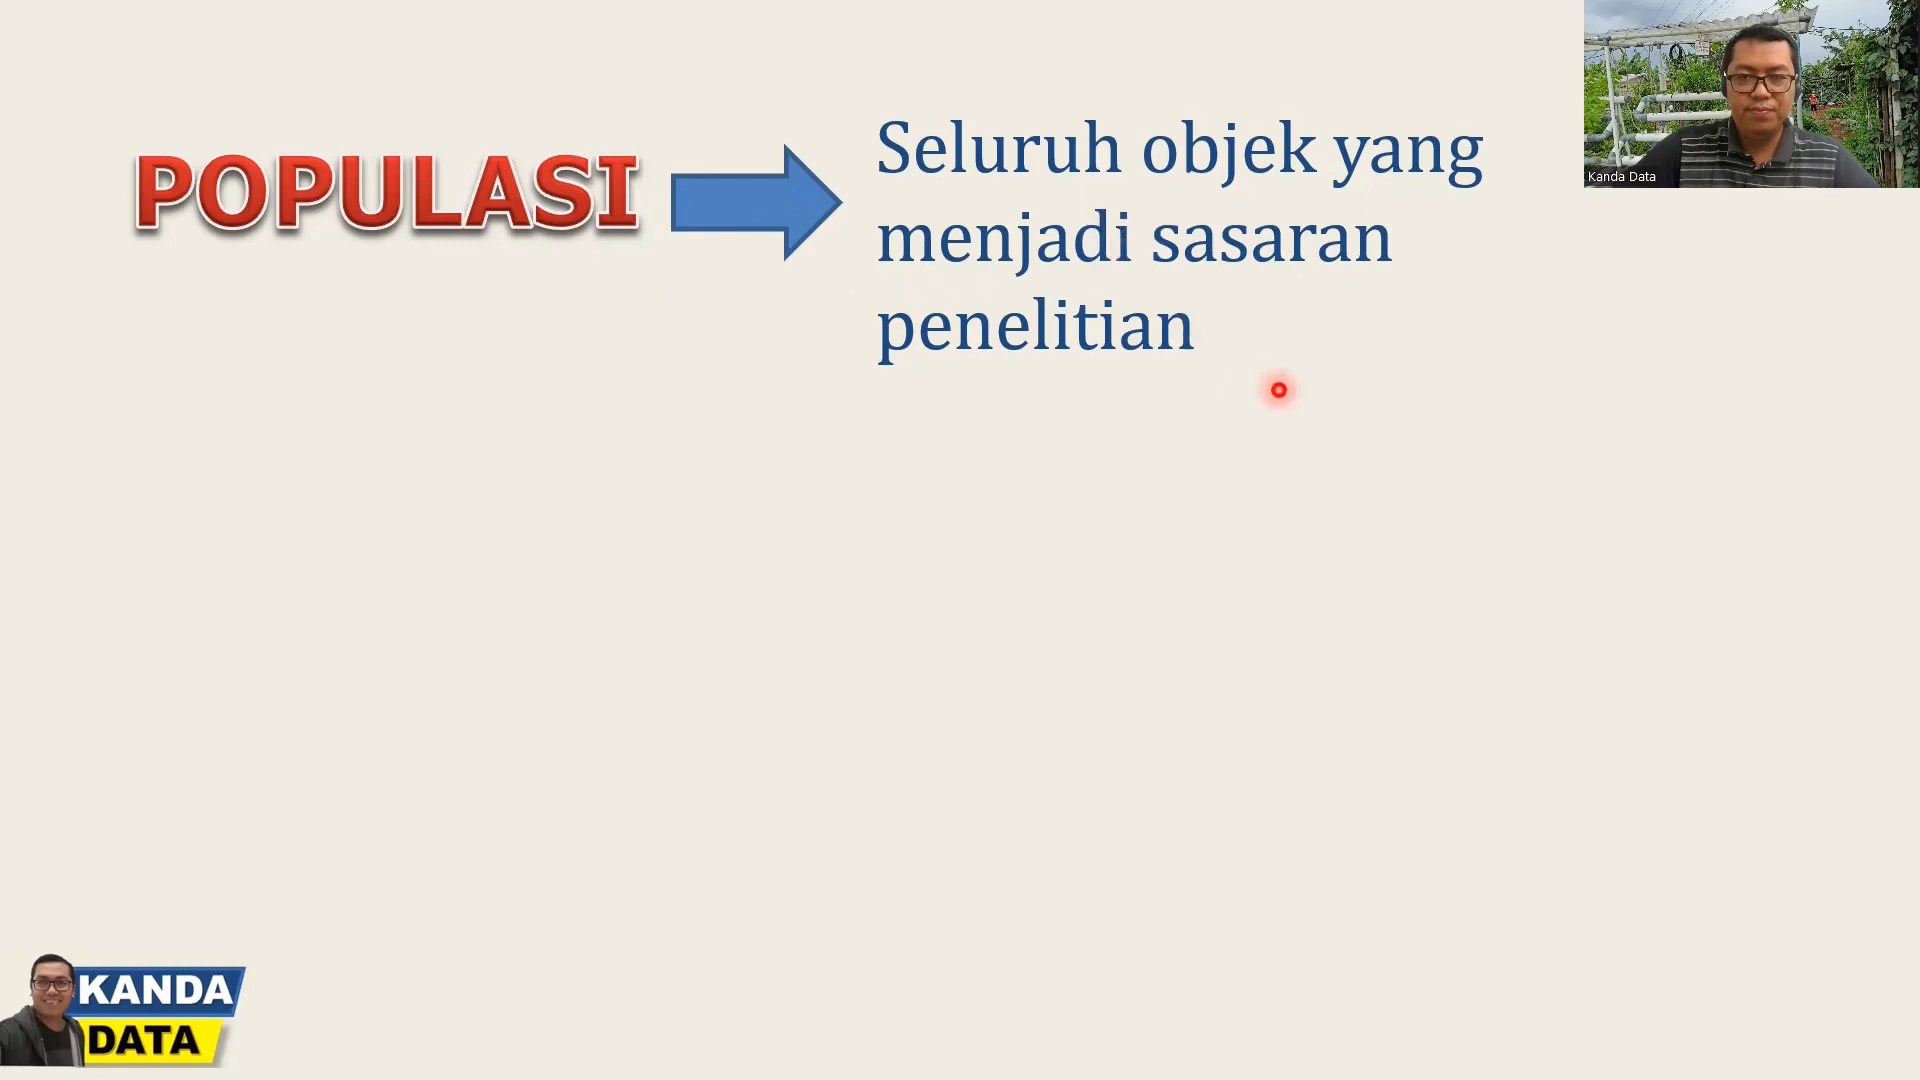 POPULASI
Seluruh objek yang
menjadi sasaran
penelitian
Kanda Data
KANDA
DATA